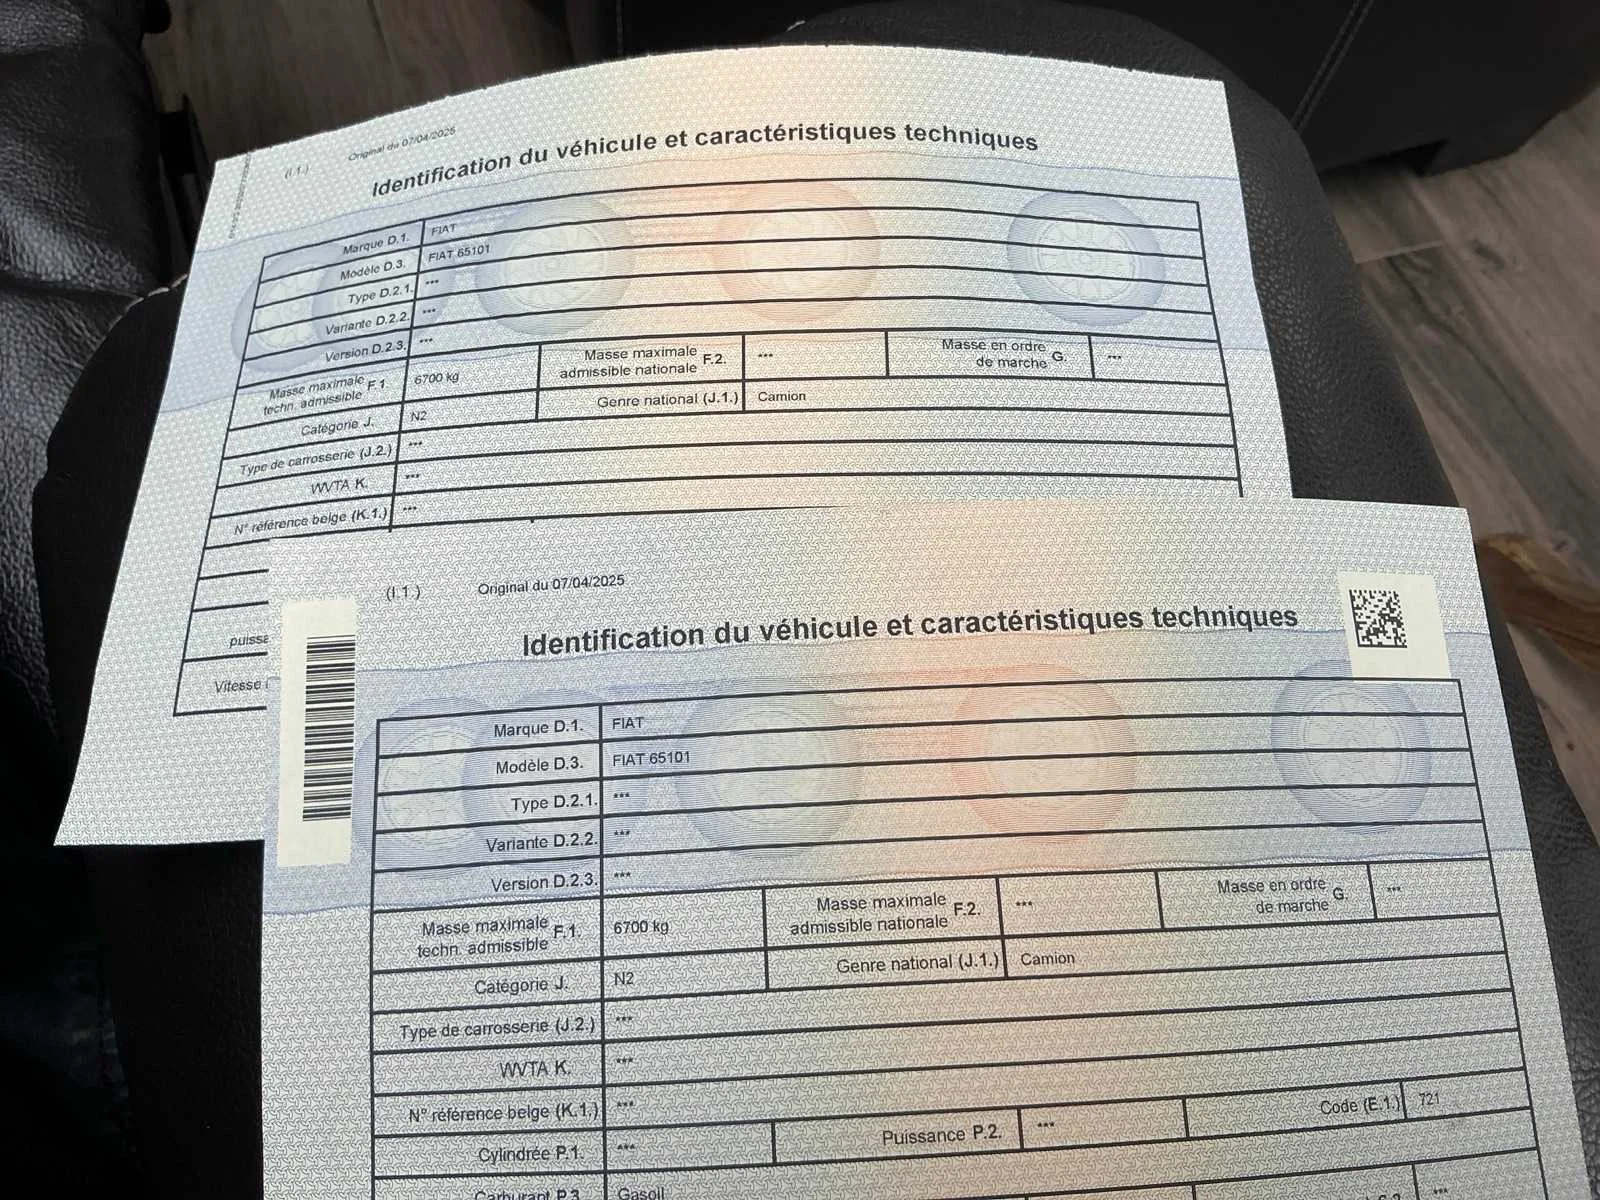 (I.1.) Original du 07/04/2025
Identification du véhicule et caractéristiques techniques
Marque D.1. FIAT
Modèle D.3. FIAT 65101
Type D.2.1. ***
Variante D.2.2. ***
Version D.2.3. ***
Masse maximale techn. admissible F.1. 6700 kg Masse maximale admissible nationale F.2. *** Masse en ordre de marche G. ***
Catégorie J. N2 Genre national (J.1.) Camion
Type de carrosserie (J.2.) ***
WVTA K. ***
N° référence belge (K.1.) ***
puissa
Vitesse
(I.1.) Original du 07/04/2025
Identification du véhicule et caractéristiques techniques
Marque D.1. FIAT
Modèle D.3. FIAT 65101
Type D.2.1. ***
Variante D.2.2. ***
Version D.2.3. ***
Masse maximale techn. admissible F.1. 6700 kg Masse maximale admissible nationale F.2. *** Masse en ordre de marche G. ***
Catégorie J. N2 Genre national (J.1.) Camion
Type de carrosserie (J.2.) ***
WVTA K. ***
N° référence belge (K.1.) *** Code (E.1.) 721
Cylindrée P.1. *** Puissance P.2. ***
Carburant P.3. Gasoil